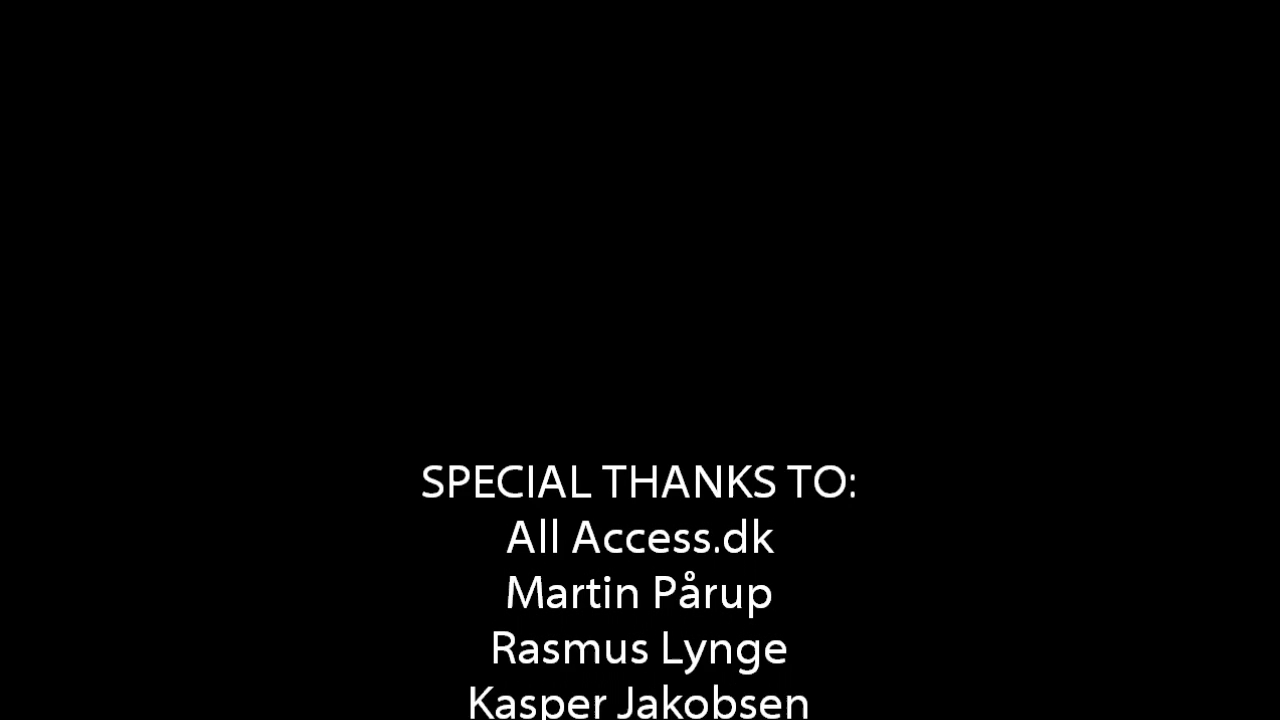 SPECIAL THANKS TO:
All Access.dk
Martin Pårup
Rasmus Lynge
Kasper Jakobsen